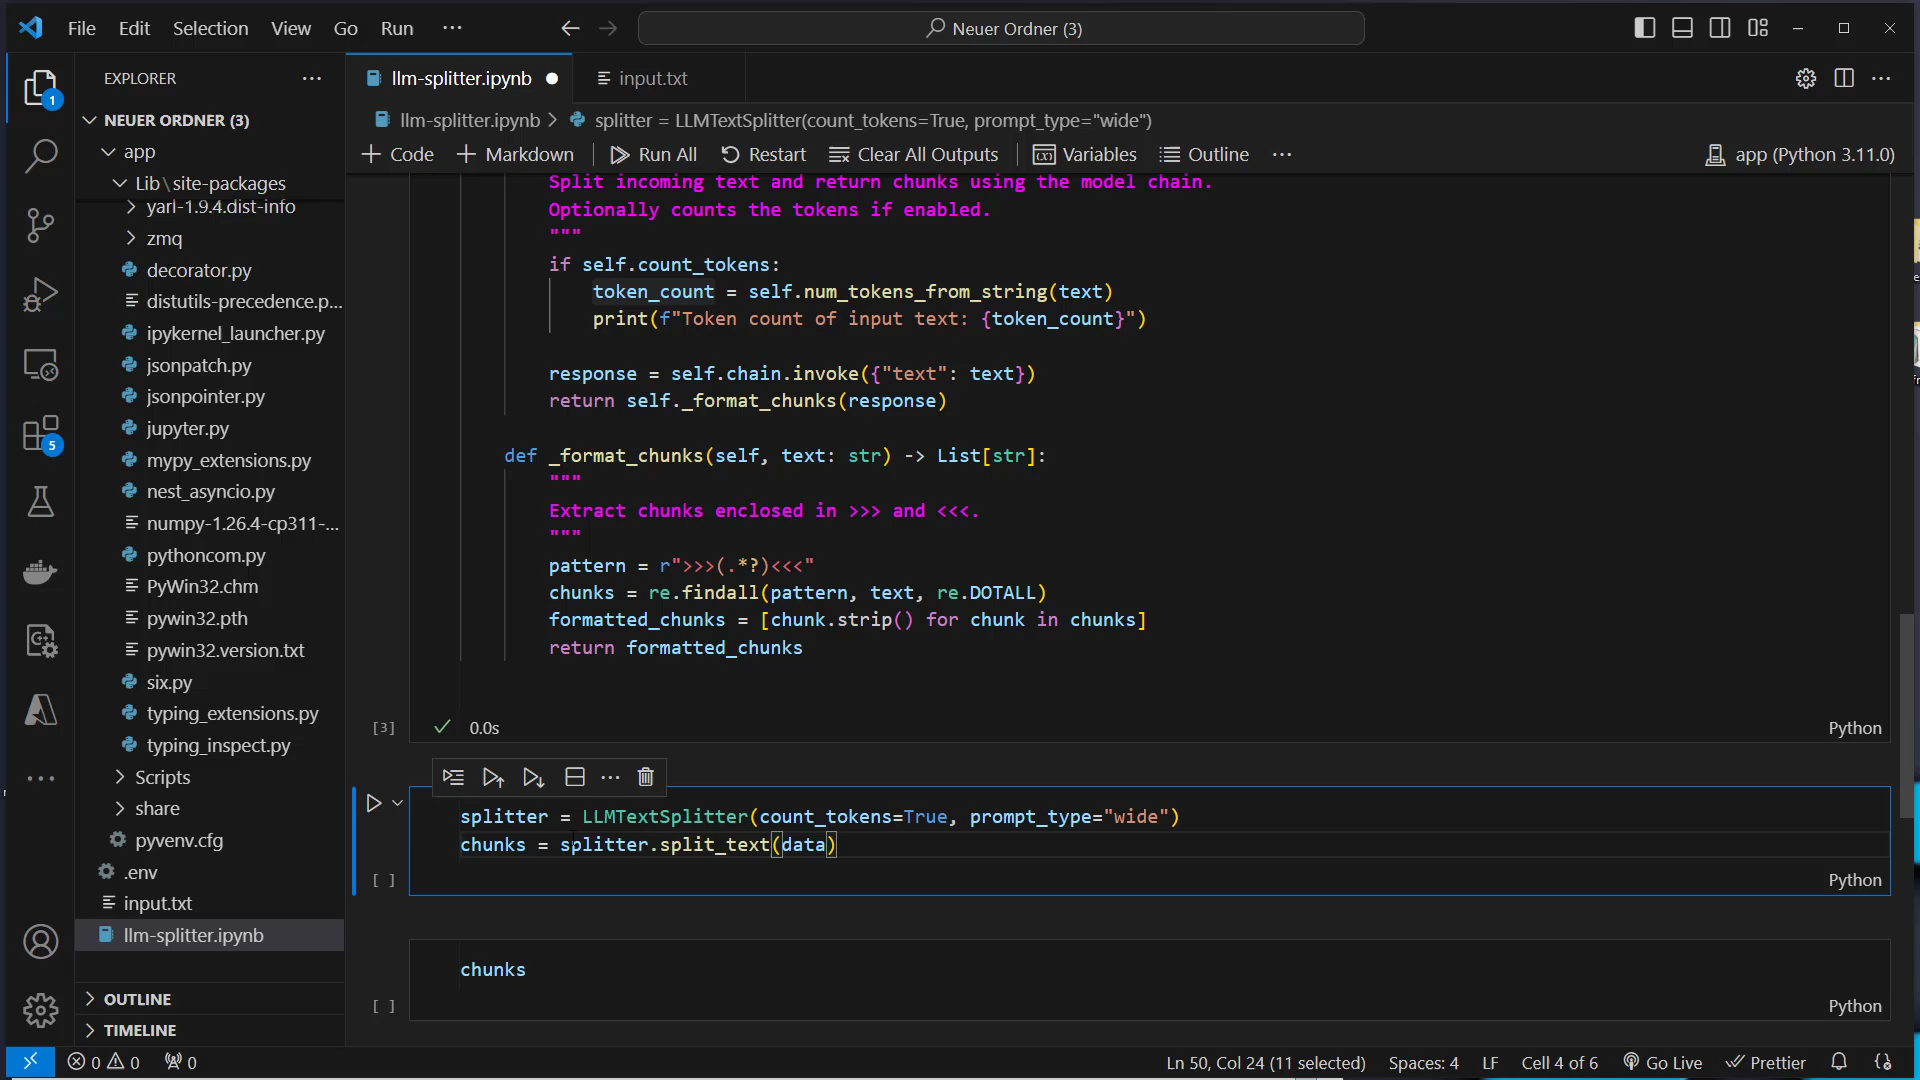 File Edit Selection View Go Run ···
Neuer Ordner (3)
EXPLORER
NEUER ORDNER (3)
app
Lib\site-packages
yarl-1.9.4.dist-info
zmq
decorator.py
distutils-precedence.p...
ipykernel_launcher.py
jsonpatch.py
jsonpointer.py
jupyter.py
mypy_extensions.py
nest_asyncio.py
numpy-1.26.4-cp311-...
pythoncom.py
PyWin32.chm
pywin32.pth
pywin32.version.txt
six.py
typing_extensions.py
typing_inspect.py
Scripts
share
pyvenv.cfg
.env
input.txt
llm-splitter.ipynb
OUTLINE
TIMELINE
1
5
llm-splitter.ipynb
input.txt
llm-splitter.ipynb > splitter = LLMTextSplitter(count_tokens=True, prompt_type="wide")
+ Code + Markdown Run All Restart Clear All Outputs Variables Outline ··· app (Python 3.11.0)
Split incoming text and return chunks using the model chain.
Optionally counts the tokens if enabled.
"""
if self.count_tokens:
token_count = self.num_tokens_from_string(text)
print(f"Token count of input text: {token_count}")
response = self.chain.invoke({"text": text})
return self._format_chunks(response)
def _format_chunks(self, text: str) -> List[str]:
"""
Extract chunks enclosed in >>> and <<<.
"""
pattern = r">>>(.*?)<<<"
chunks = re.findall(pattern, text, re.DOTALL)
formatted_chunks = [chunk.strip() for chunk in chunks]
return formatted_chunks
[3] 0.0s Python
splitter = LLMTextSplitter(count_tokens=True, prompt_type="wide")
chunks = splitter.split_text(data)
[ ] Python
chunks
[ ] Python
0 0 0 Ln 50, Col 24 (11 selected) Spaces: 4 LF Cell 4 of 6 Go Live Prettier